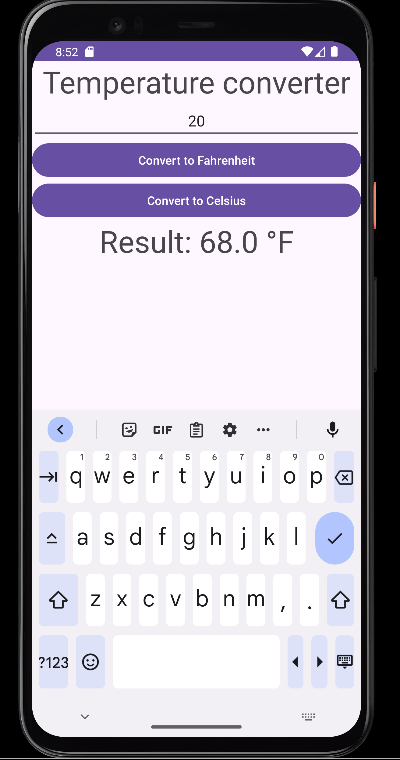 8:52
Temperature converter
20
Convert to Fahrenheit
Convert to Celsius
Result: 68.0 °F
GIF
1 2 3 4 5 6 7 8 9 0
q w e r t y u i o p
a s d f g h j k l
z x c v b n m , .
?123